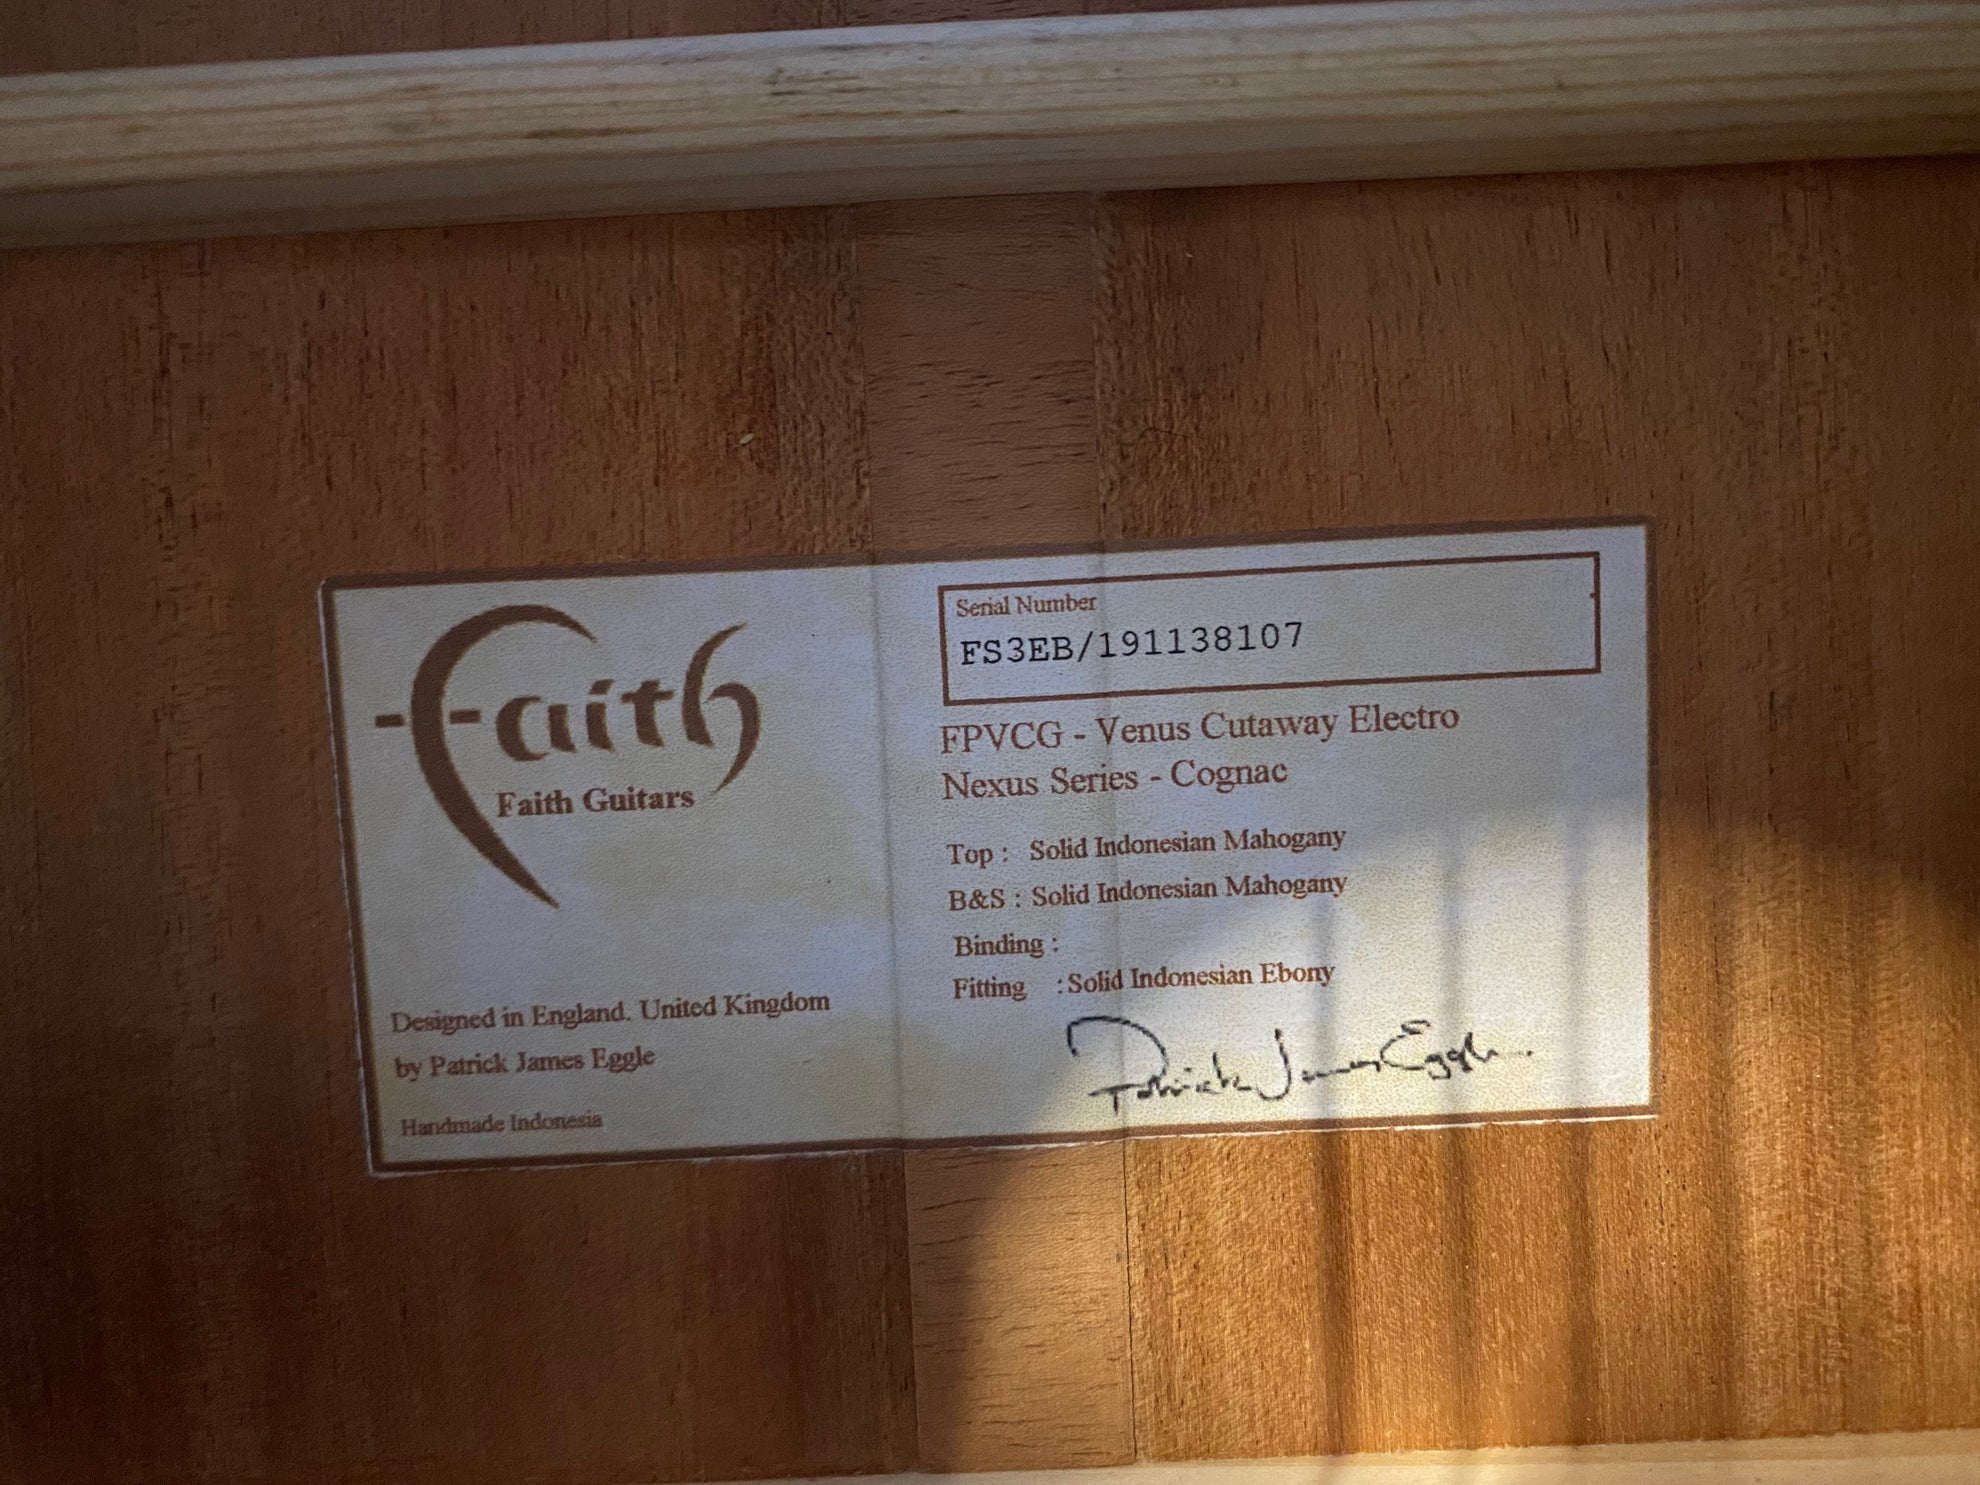 Faith
Faith Guitars
Designed in England. United Kingdom
by Patrick James Eggle
Handmade Indonesia
Serial Number
FS3EB/191138107
FPVCG - Venus Cutaway Electro
Nexus Series - Cognac
Top : Solid Indonesian Mahogany
B&S : Solid Indonesian Mahogany
Binding :
Fitting : Solid Indonesian Ebony
Patrick James Eggle